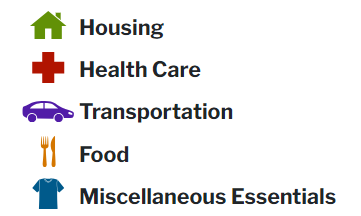 Housing
Health Care
Transportation
Food
Miscellaneous Essentials